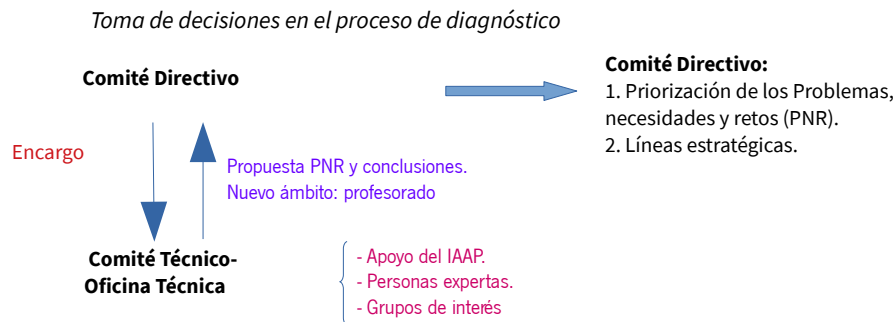 Toma de decisiones en el proceso de diagnóstico
Comité Directivo
Comité Directivo:
1. Priorización de los Problemas,
necesidades y retos (PNR).
2. Líneas estratégicas.
Encargo
Propuesta PNR y conclusiones.
Nuevo ámbito: profesorado
Comité Técnico-
Oficina Técnica
- Apoyo del IAAP.
- Personas expertas.
- Grupos de interés